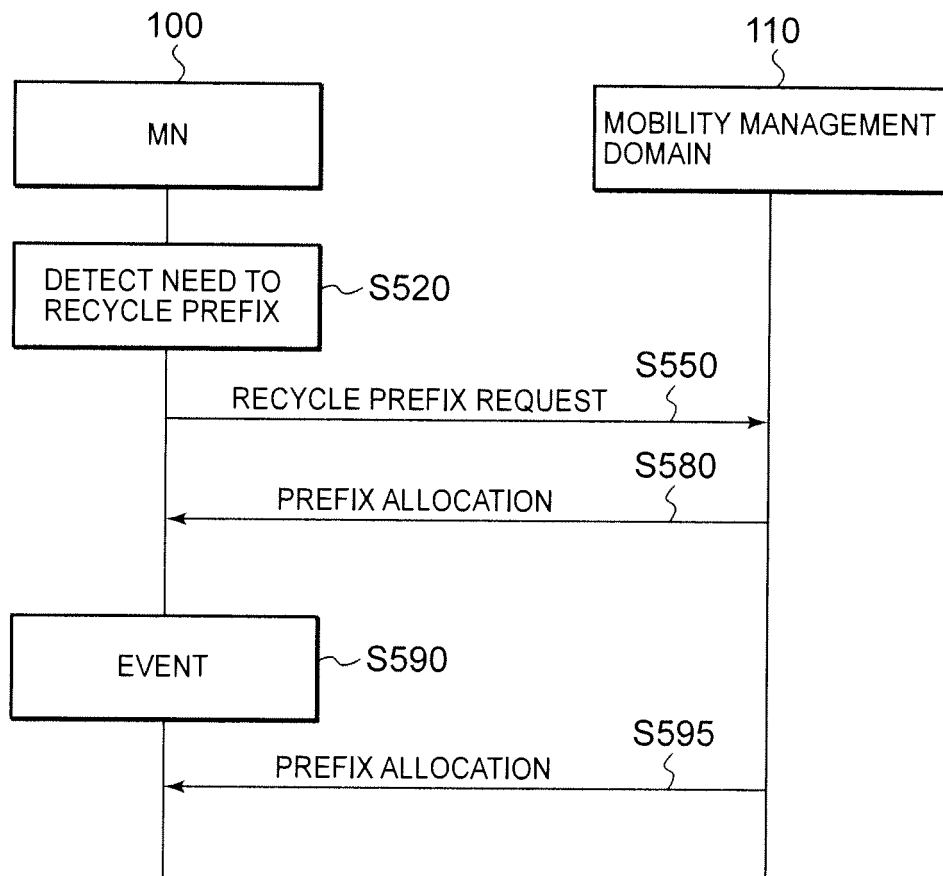 100
110
MN
MOBILITY MANAGEMENT
DOMAIN
DETECT NEED TO
RECYCLE PREFIX
S520
S550
RECYCLE PREFIX REQUEST
S580
PREFIX ALLOCATION
EVENT
S590
S595
PREFIX ALLOCATION